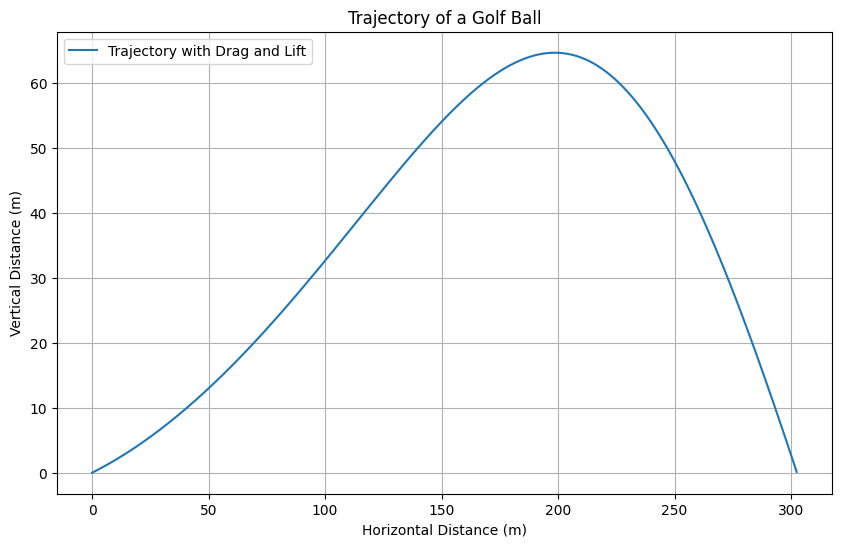 Trajectory of a Golf Ball
Trajectory with Drag and Lift
Vertical Distance (m)
60
50
40
30
20
10
0
0 50 100 150 200 250 300
Horizontal Distance (m)